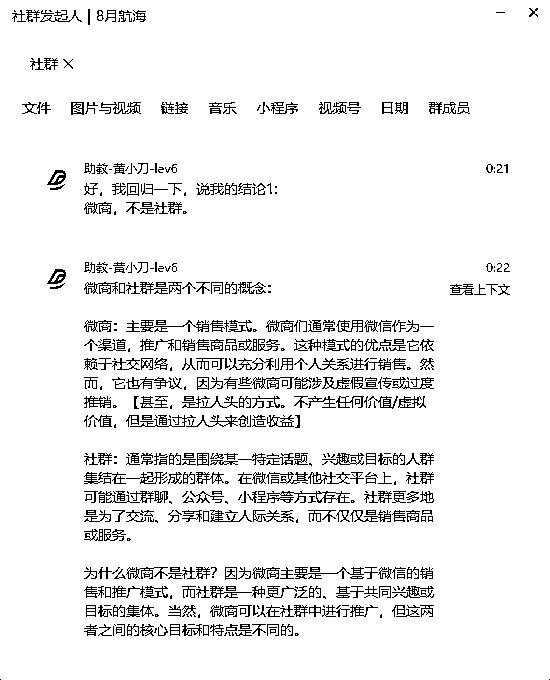 社群发起人 | 8月航海
社群 ×
文件 图片与视频 链接 音乐 小程序 视频号 日期 群成员
助教-黄小刀-lev6 0:21
好，我回归一下，说我的结论1：
微商，不是社群。
助教-黄小刀-lev6 0:22
微商和社群是两个不同的概念： 查看上下文
微商：主要是一个销售模式。微商们通常使用微信作为一
个渠道，推广和销售商品或服务。这种模式的优点是它依
赖于社交网络，从而可以充分利用个人关系进行销售。然
而，它也有争议，因为有些微商可能涉及虚假宣传或过度
推销。【甚至，是拉人头的方式。不产生任何价值/虚拟
价值，但是通过拉人头来创造收益】
社群：通常指的是围绕某一特定话题、兴趣或目标的人群
集结在一起形成的群体。在微信或其他社交平台上，社群
可能通过群聊、公众号、小程序等方式存在。社群更多地
是为了交流、分享和建立人际关系，而不仅仅是销售商品
或服务。
为什么微商不是社群？因为微商主要是一个基于微信的销
售和推广模式，而社群是一种更广泛的、基于共同兴趣或
目标的集体。当然，微商可以在社群中进行推广，但这两
者之间的核心目标和特点是不同的。